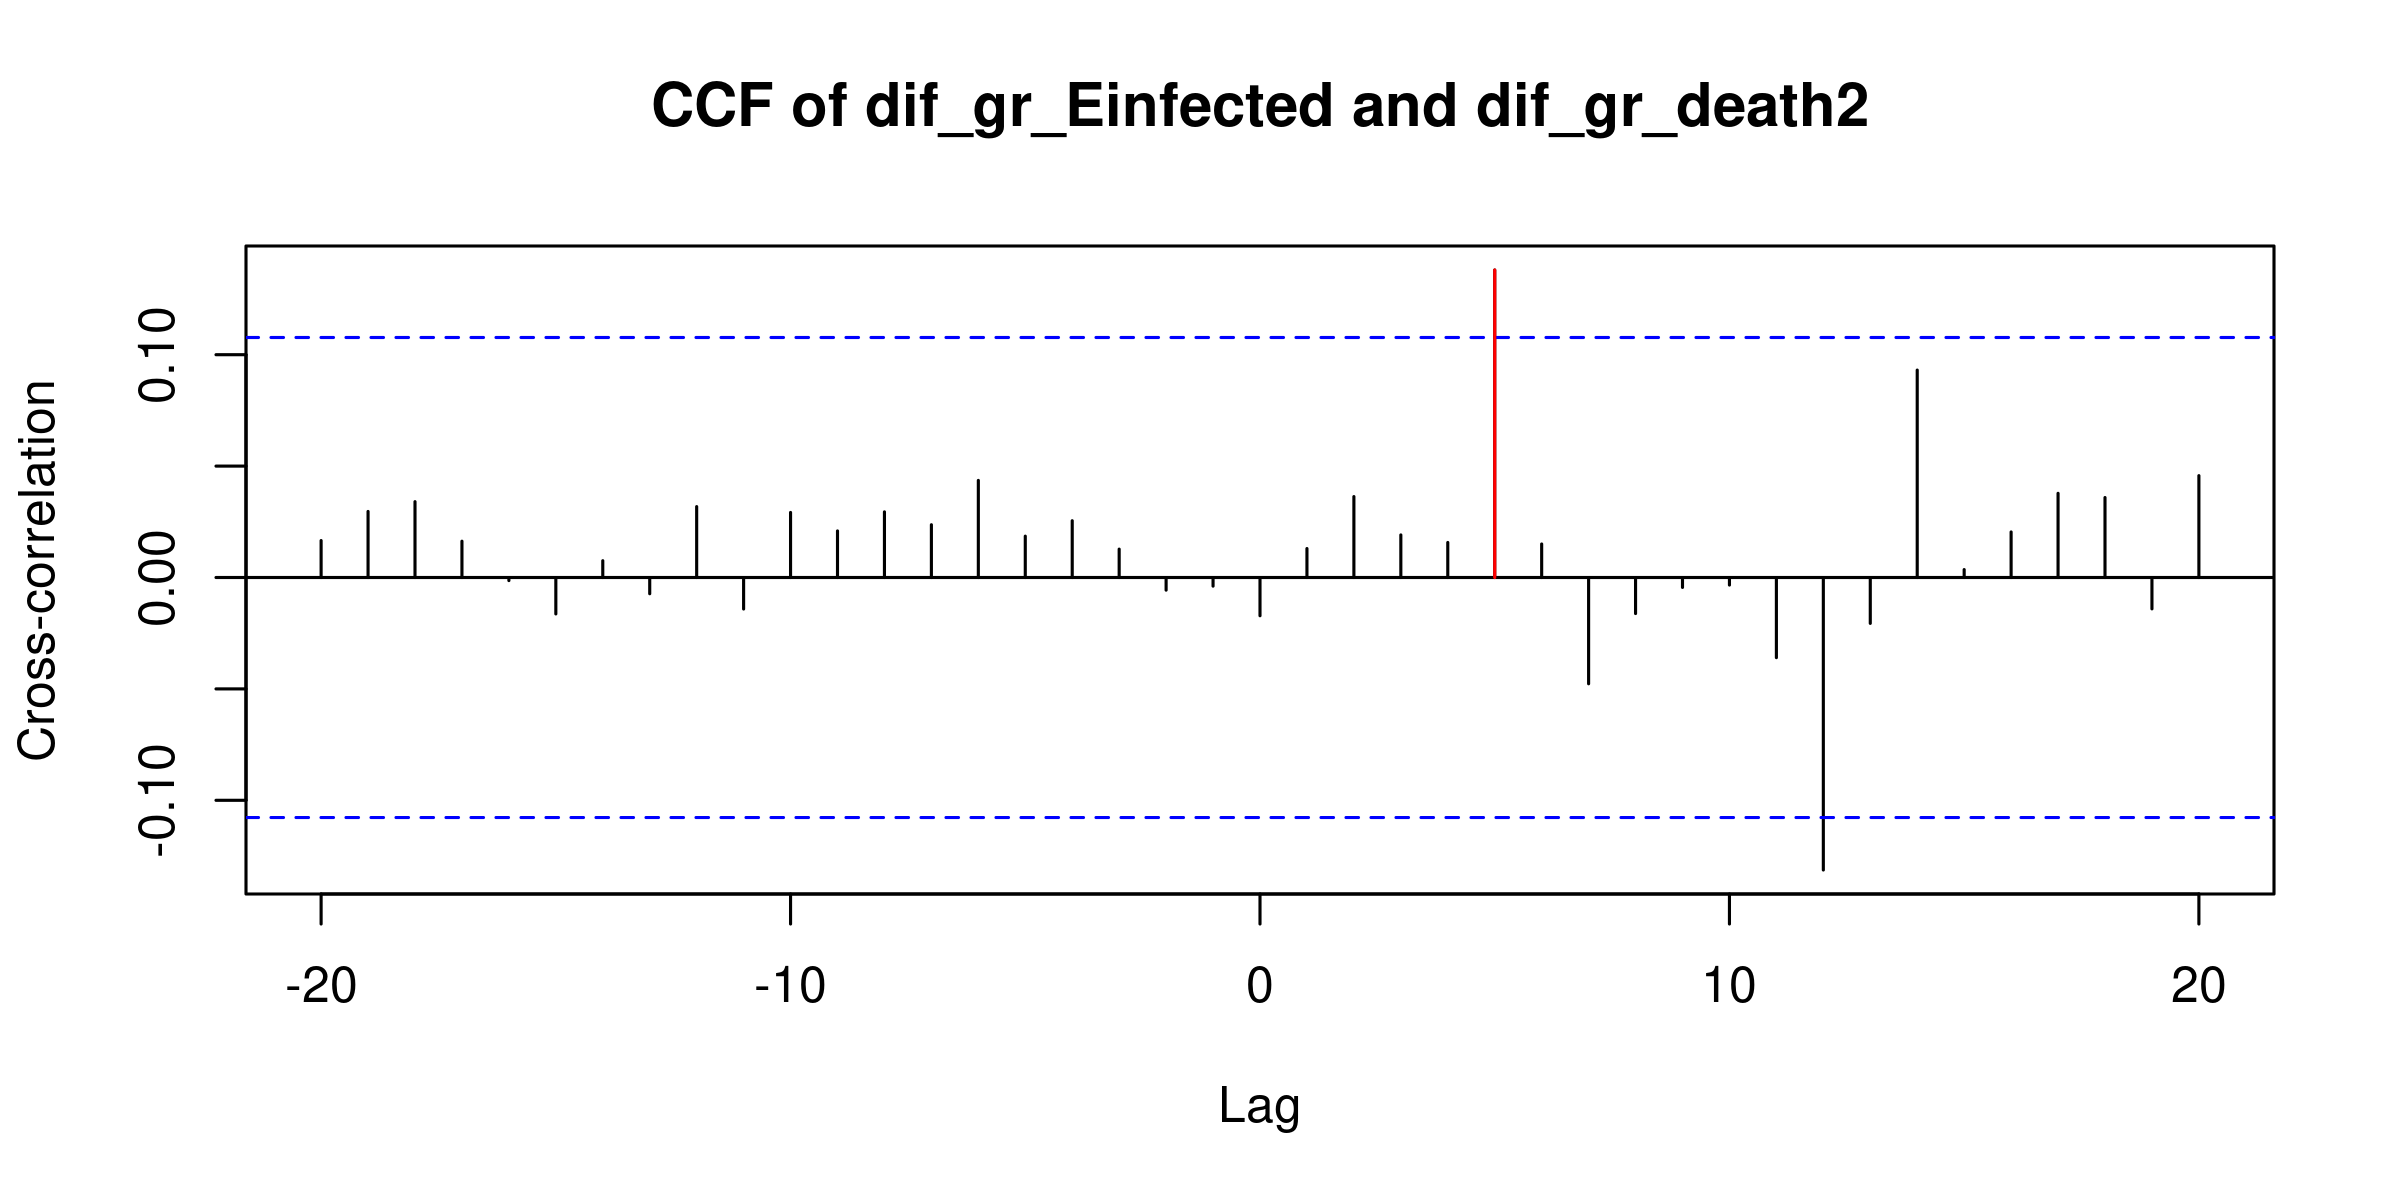 CCF of dif_gr_Einfected and dif_gr_death2
Cross-correlation
0.10
0.00
-0.10
-20 -10 0 10 20
Lag